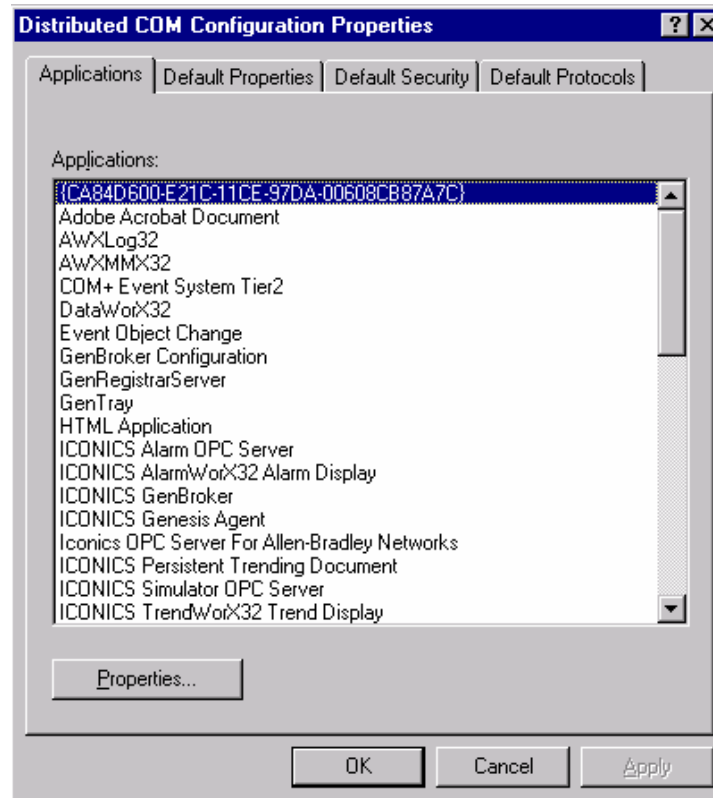 Distributed COM Configuration Properties
Applications Default Properties Default Security Default Protocols
Applications:
{CA84D600-E21C-11CE-97DA-00608CB87A7C}
Adobe Acrobat Document
AWXLog32
AWXMMX32
COM+ Event System Tier2
DataWorX32
Event Object Change
GenBroker Configuration
GenRegistrarServer
GenTray
HTML Application
ICONICS Alarm OPC Server
ICONICS AlarmWorX32 Alarm Display
ICONICS GenBroker
ICONICS Genesis Agent
Iconics OPC Server For Allen-Bradley Networks
ICONICS Persistent Trending Document
ICONICS Simulator OPC Server
ICONICS TrendWorX32 Trend Display
Properties...
OK Cancel Apply